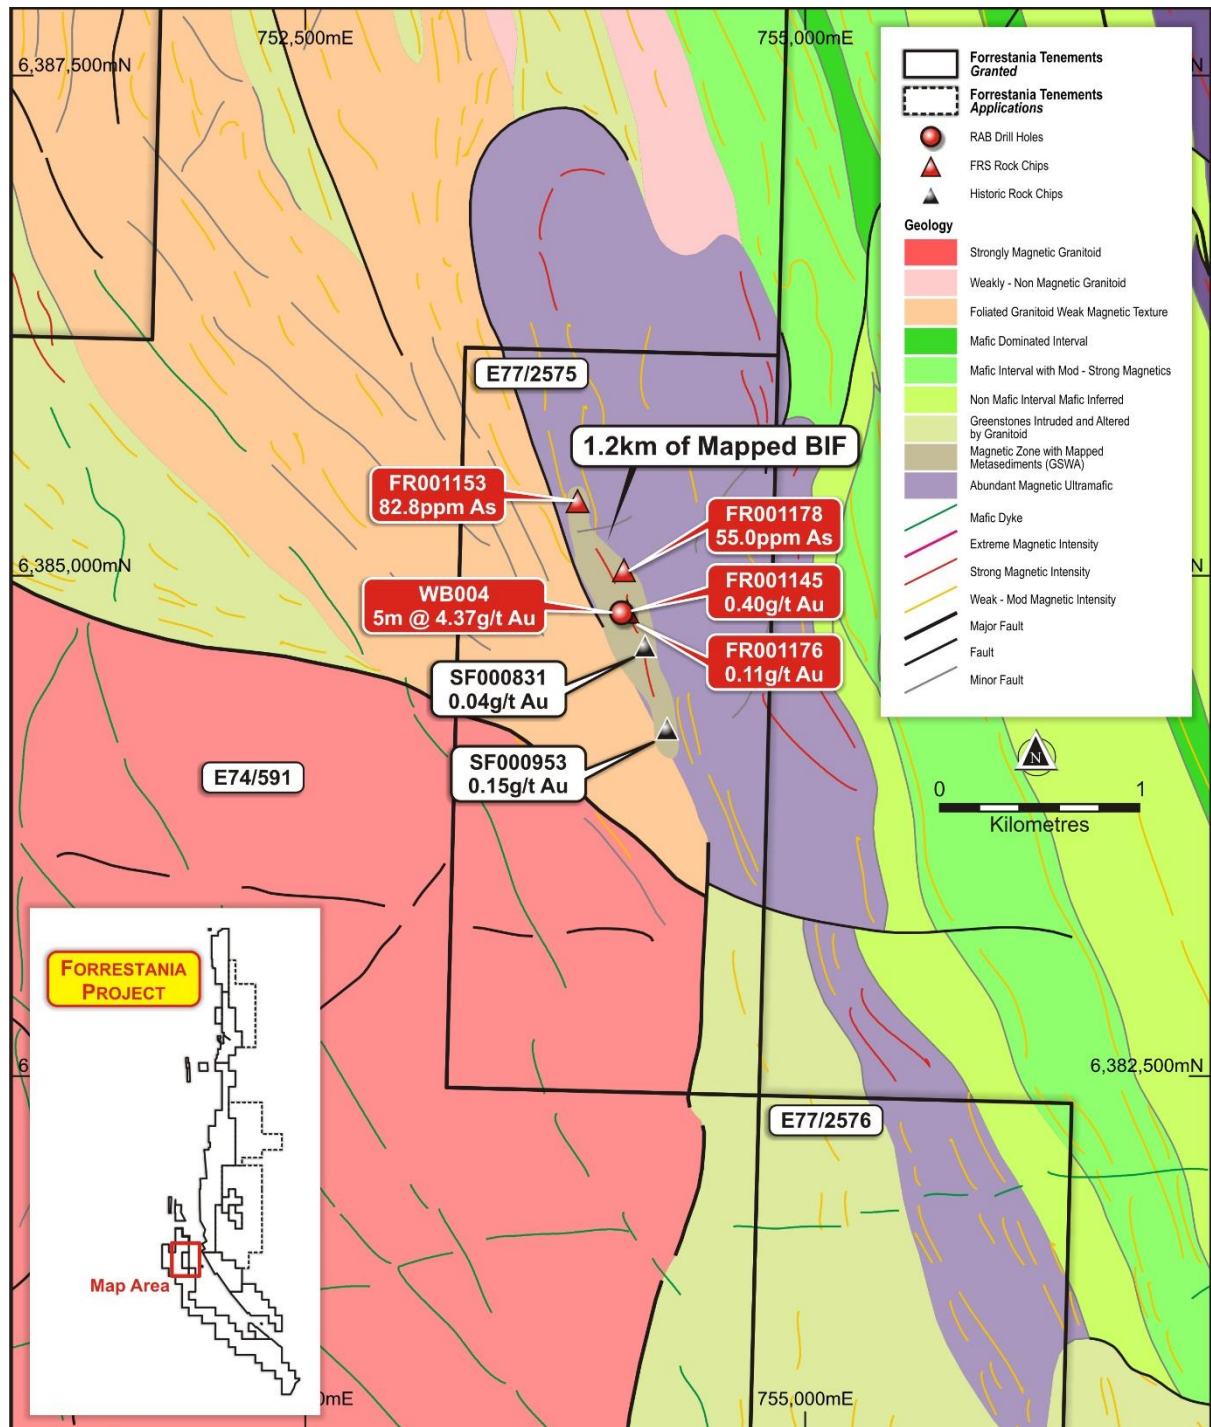 752,500mE
755,000mE
6,387,500mN
N
Forrestania Tenements
Granted
Forrestania Tenements
Applications
RAB Drill Holes
FRS Rock Chips
Historic Rock Chips
Geology
Strongly Magnetic Granitoid
Weakly - Non Magnetic Granitoid
Foliated Granitoid Weak Magnetic Texture
Mafic Dominated Interval
Mafic Interval with Mod - Strong Magnetics
Non Mafic Interval Mafic Inferred
Greenstones Intruded and Altered
by Granitoid
Magnetic Zone with Mapped
Metasediments (GSWA)
Abundant Magnetic Ultramafic
Mafic Dyke
Extreme Magnetic Intensity
Strong Magnetic Intensity
Weak - Mod Magnetic Intensity
Major Fault
Fault
Minor Fault
E77/2575
1.2km of Mapped BIF
FR001153
82.8ppm As
FR001178
55.0ppm As
6,385,000mN
N
WB004
5m @ 4.37g/t Au
FR001145
0.40g/t Au
FR001176
0.11g/t Au
SF000831
0.04g/t Au
SF000953
0.15g/t Au
E74/591
N
0 1
Kilometres
FORRESTANIA
PROJECT
Map Area
6
6,382,500mN
E77/2576
0mE
755,000mE